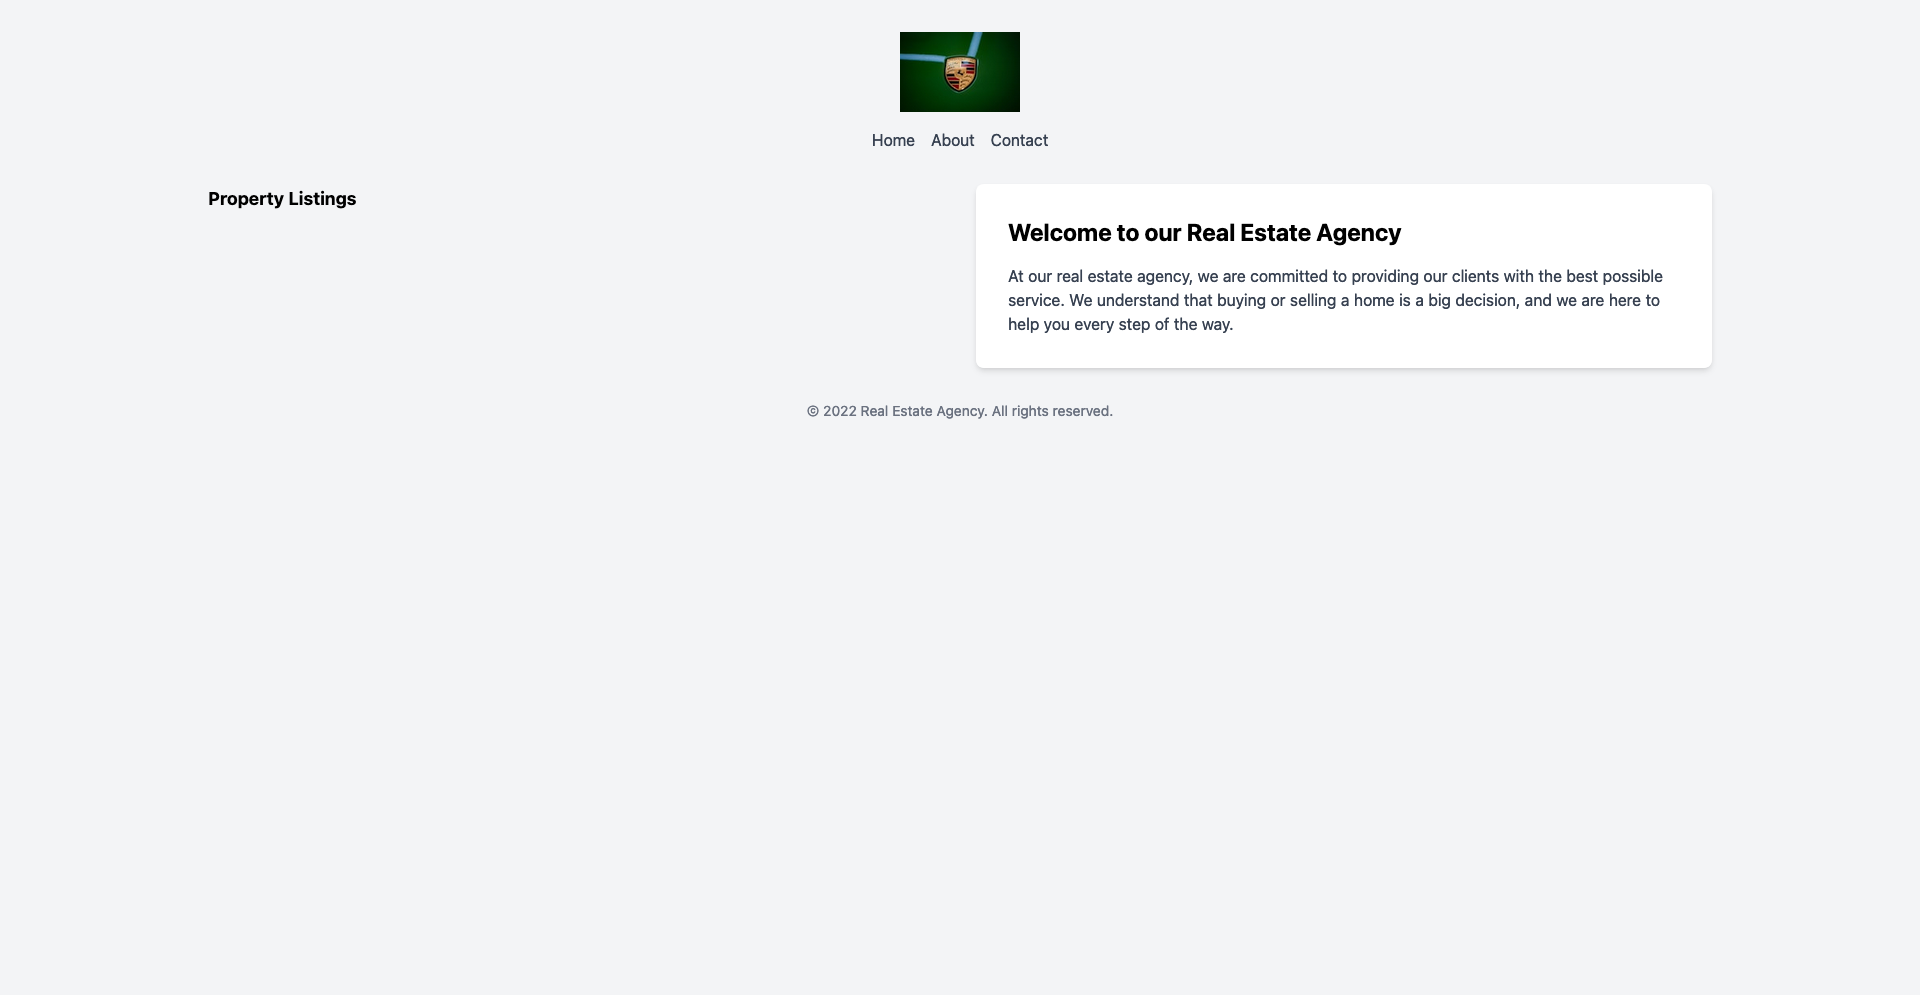 Home About Contact
Property Listings
Welcome to our Real Estate Agency
At our real estate agency, we are committed to providing our clients with the best possible
service. We understand that buying or selling a home is a big decision, and we are here to
help you every step of the way.
© 2022 Real Estate Agency. All rights reserved.